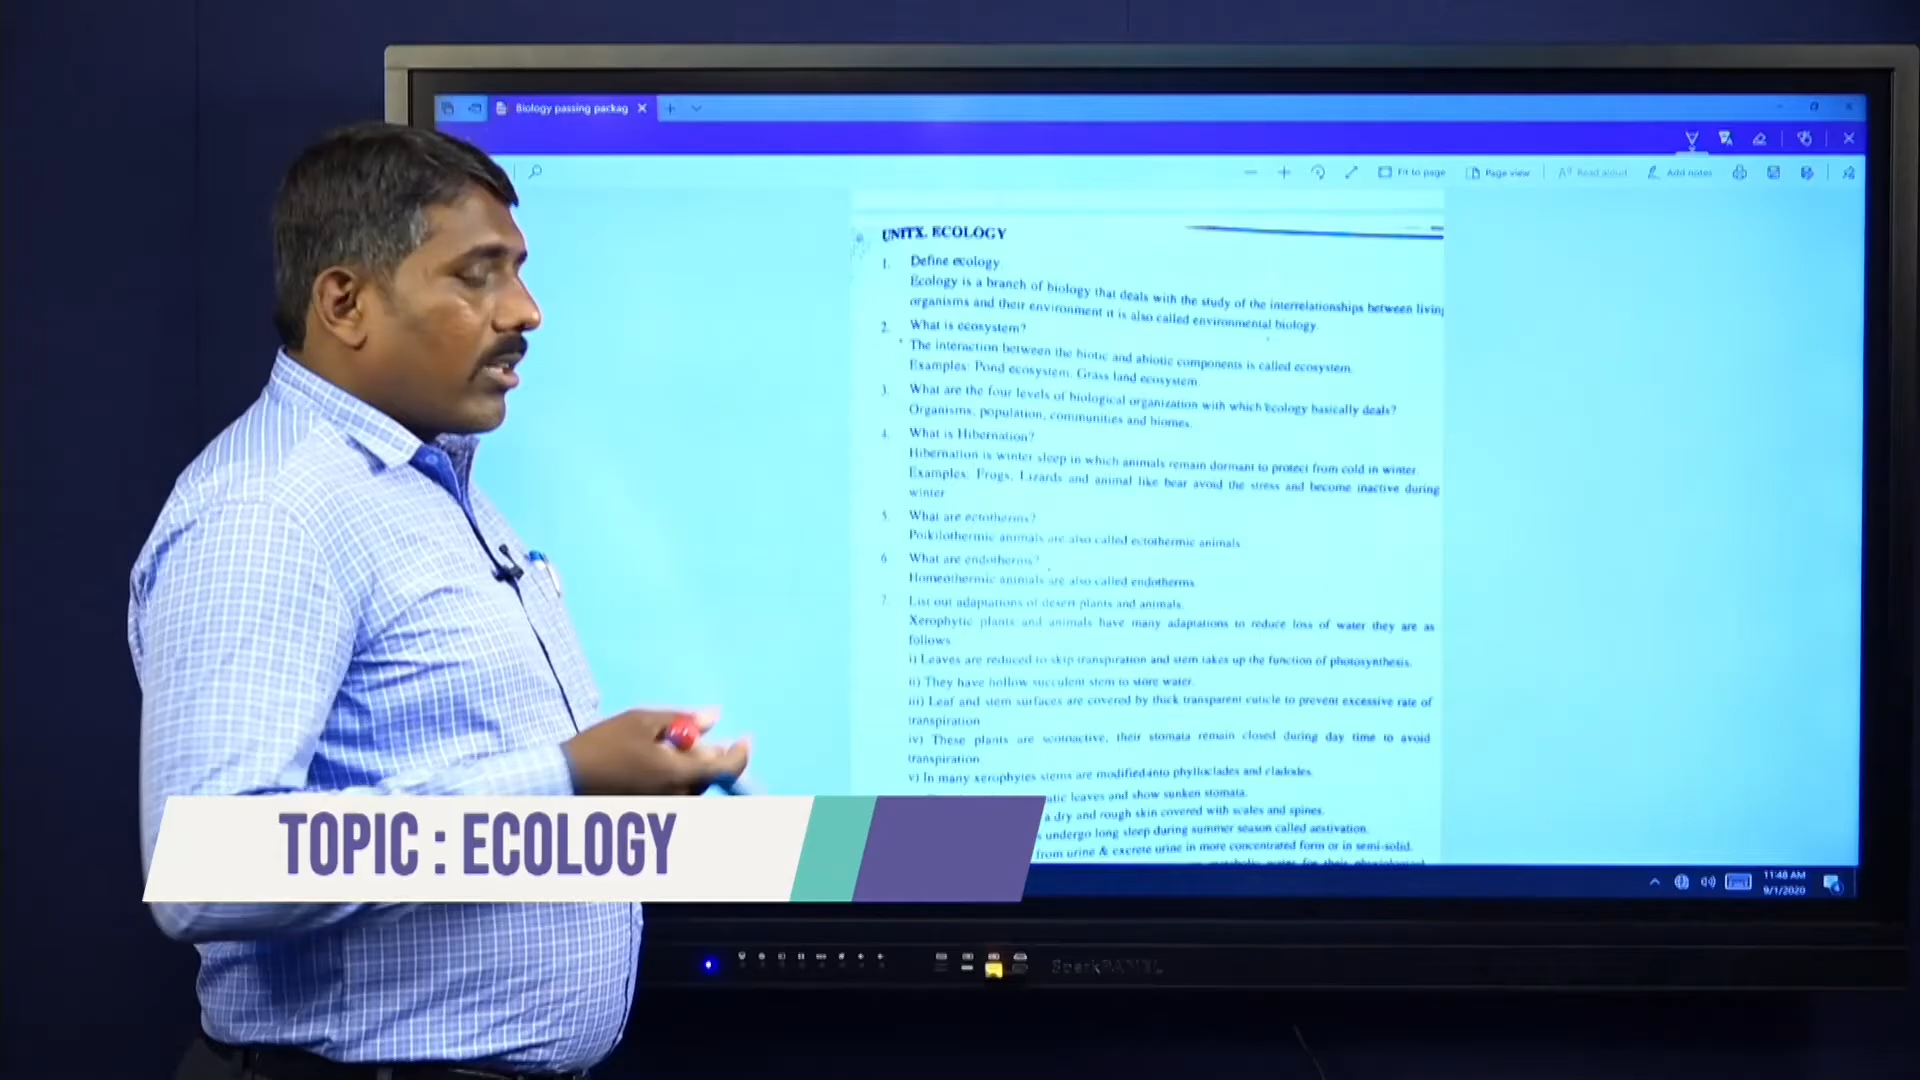 Biology passing packag
Fit to page
Page view
Read aloud
Add notes
UNITX. ECOLOGY
1. Define ecology
Ecology is a branch of biology that deals with the study of the interrelationships between living
organisms and their environment it is also called environmental biology.
2. What is ecosystem?
The interaction between the biotic and abiotic components is called ecosystem.
Examples: Pond ecosystem, Grass land ecosystem.
3. What are the four levels of biological organization with which ecology basically deals?
Organisms, population, communities and biomes.
4. What is Hibernation?
Hibernation is winter sleep in which animals remain dormant to protect from cold in winter.
Examples: Frogs, Lizards and animal like bear avoid the stress and become inactive during
winter
5. What are ectotherms?
Poikilothermic animals are also called ectothermic animals
6 What are endotherms?
Homeothermic animals are also called endotherms
7. List out adaptations of desert plants and animals.
Xerophytic plants and animals have many adaptations to reduce loss of water they are as
follows
i) Leaves are reduced to skip transpiration and stem takes up the function of photosynthesis.
ii) They have hollow succulent stem to store water.
iii) Leaf and stem surfaces are covered by thick transparent cuticle to prevent excessive rate of
transpiration
iv) These plants are scotoactive, their stomata remain closed during day time to avoid
transpiration
v) In many xerophytes stems are modified into phylloclades and cladodes.
atic leaves and show sunken stomata.
a dry and rough skin covered with scales and spines.
s undergo long sleep during summer season called aestivation.
from urine & excrete urine in more concentrated form or in semi-solid.
TOPIC : ECOLOGY
11:48 AM
9/1/2020
SparkPANEL